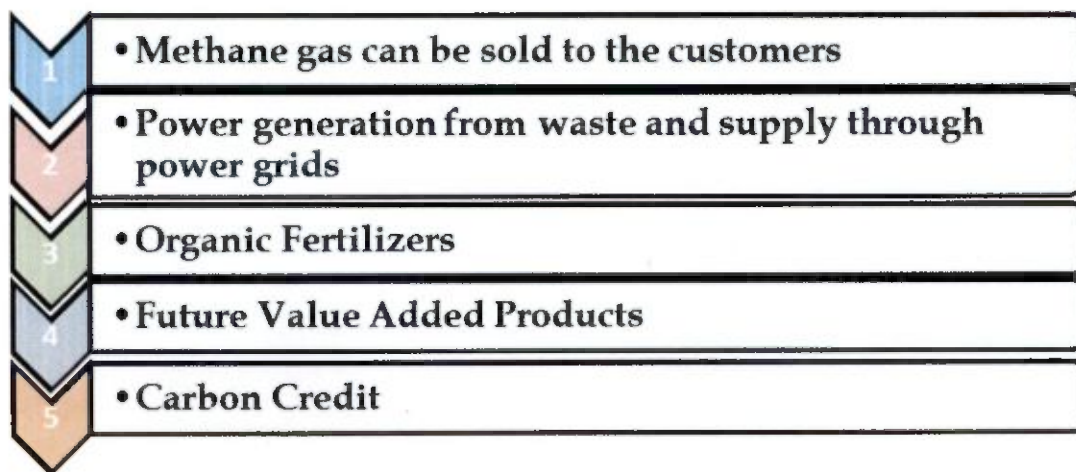 1
• Methane gas can be sold to the customers
2
• Power generation from waste and supply through
power grids
3
• Organic Fertilizers
4
• Future Value Added Products
5
• Carbon Credit